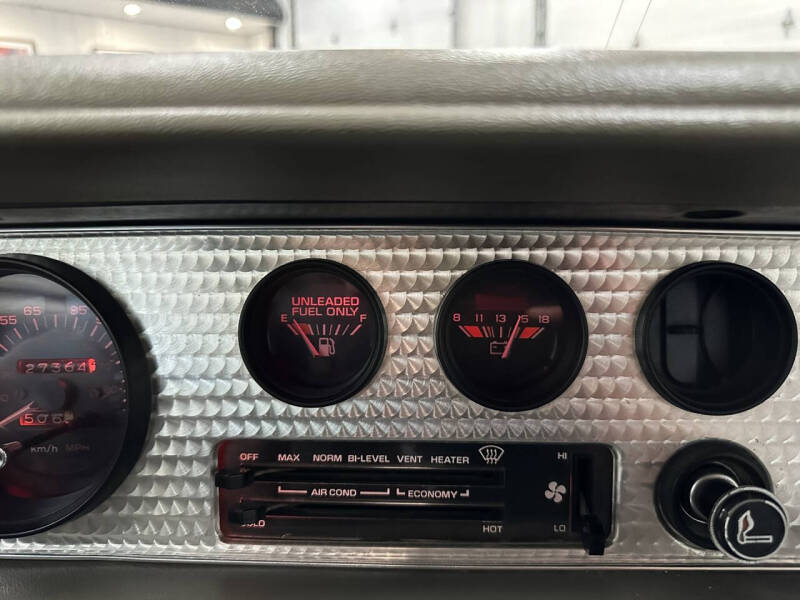 55 65 85
27364
506
Km/h MPH
UNLEADED
FUEL ONLY
E F
8 11 13 15 18
OFF MAX NORM BI-LEVEL VENT HEATER
AIR COND ECONOMY
COLD HOT
HI
LO